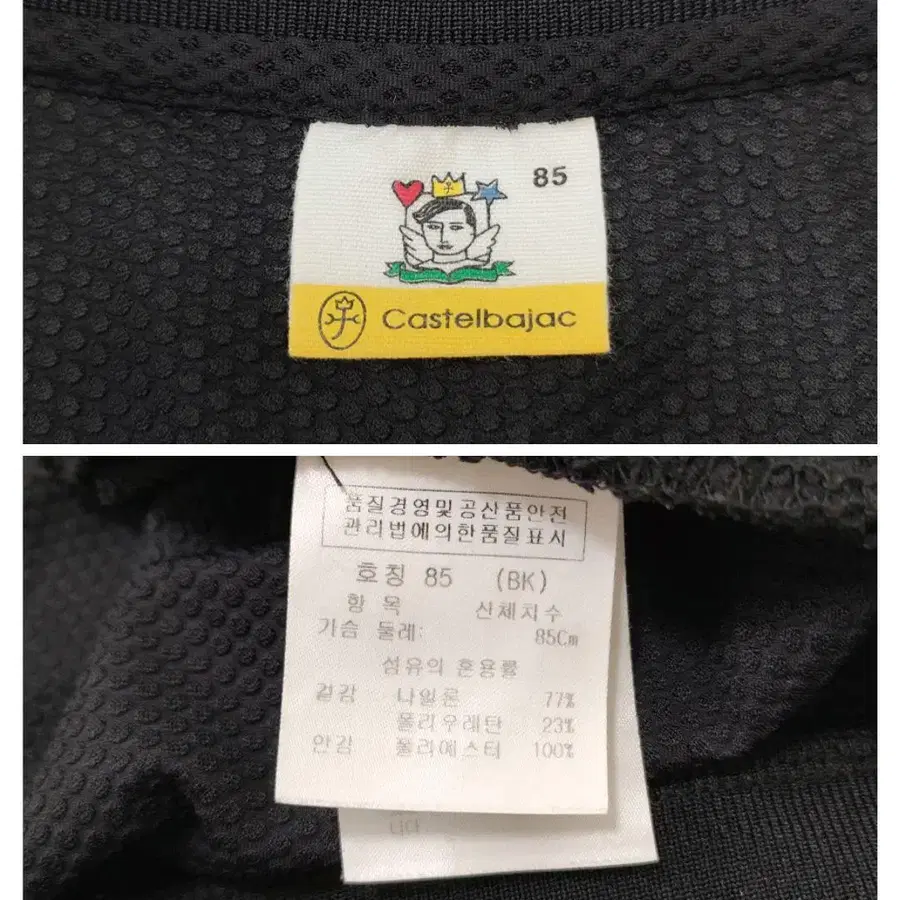 85
Castelbajac
품질경영및공산품안전
관리법에의한품질표시
호칭 85 (BK)
항 목 신체치수
가슴 둘레: 85Cm
섬유의 혼용률
겉감 나일론 77%
폴리우레탄 23%
안감 폴리에스터 100%
니다